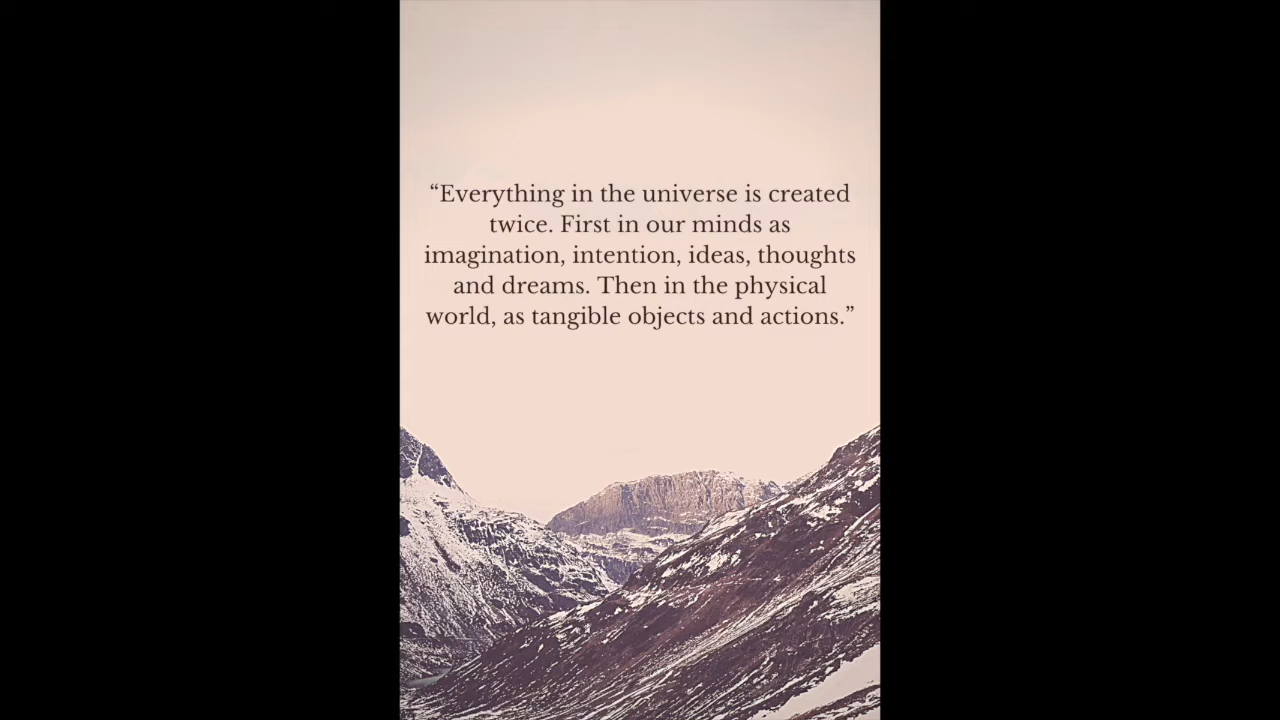 “Everything in the universe is created
twice. First in our minds as
imagination, intention, ideas, thoughts
and dreams. Then in the physical
world, as tangible objects and actions.”